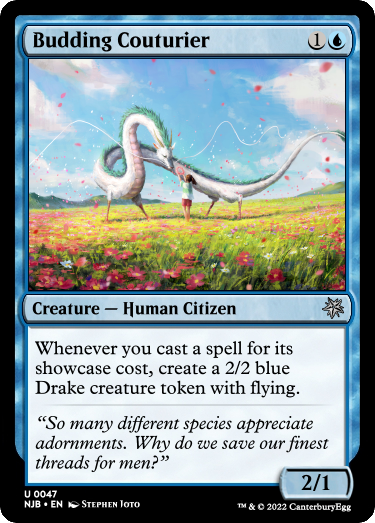 Budding Couturier
1
Creature — Human Citizen
Whenever you cast a spell for its
showcase cost, create a 2/2 blue
Drake creature token with flying.
“So many different species appreciate
adornments. Why do we save our finest
threads for men?”
2/1
U 0047
NJB • EN Stephen Ioto
™ & © 2022 CanterburyEgg